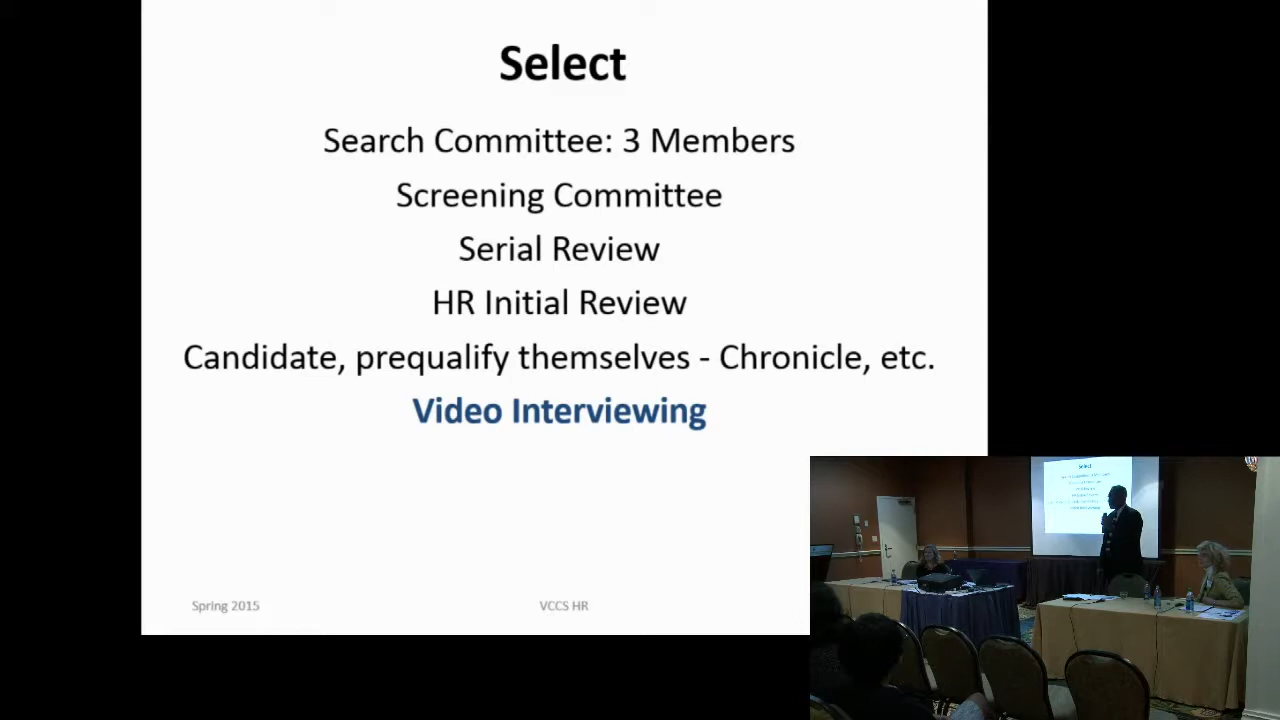 Select
Search Committee: 3 Members
Screening Committee
Serial Review
HR Initial Review
Candidate, prequalify themselves - Chronicle, etc.
Video Interviewing
Spring 2015
VCCS HR
Select